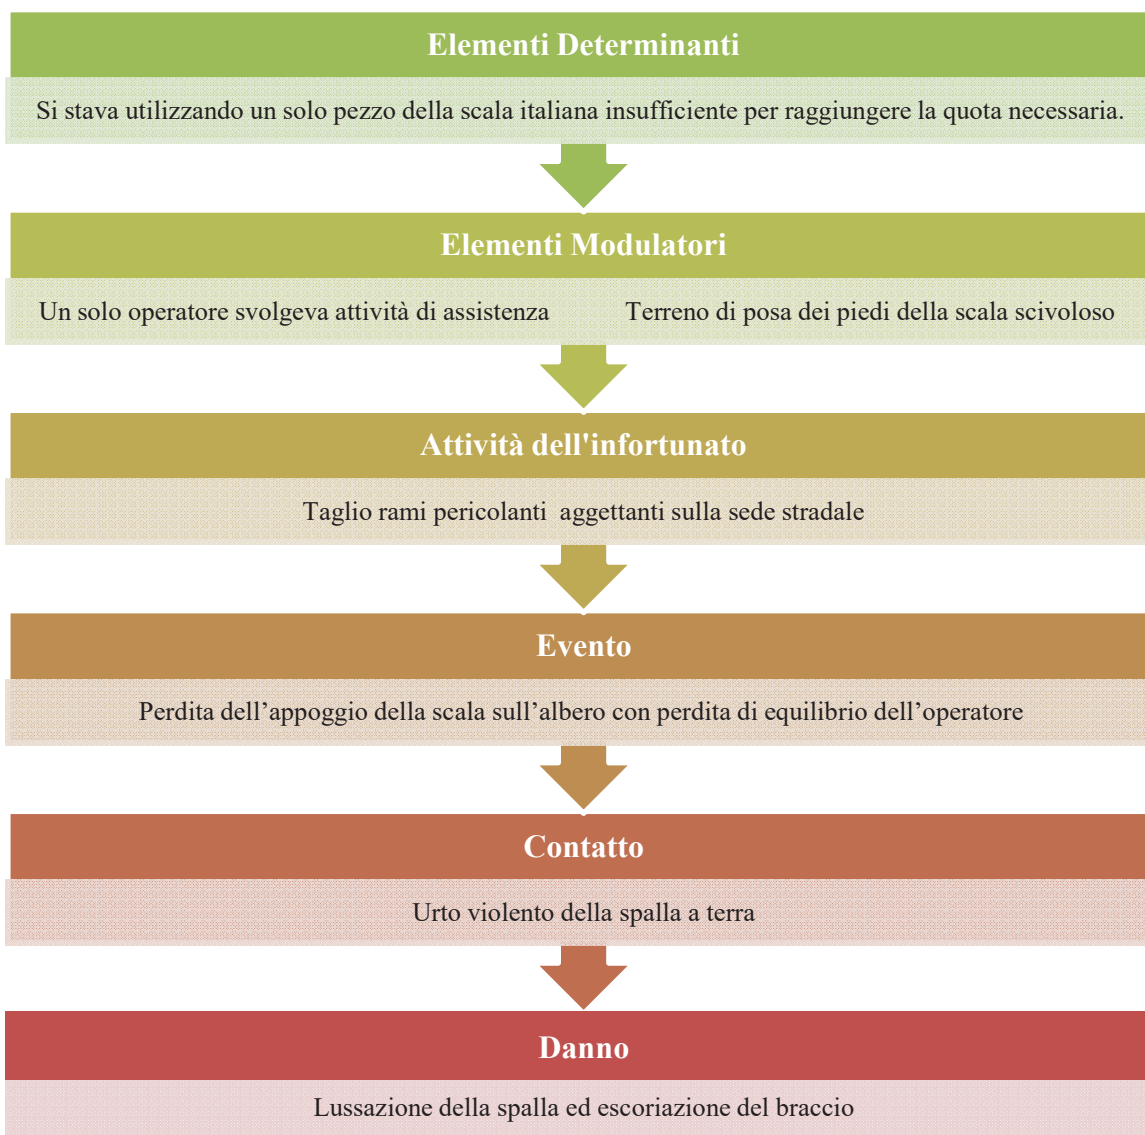 Elementi Determinanti
Si stava utilizzando un solo pezzo della scala italiana insufficiente per raggiungere la quota necessaria.
Elementi Modulatori
Un solo operatore svolgeva attività di assistenza
Terreno di posa dei piedi della scala scivoloso
Attività dell'infortunato
Taglio rami pericolanti  aggettanti sulla sede stradale
Evento
Perdita dell’appoggio della scala sull’albero con perdita di equilibrio dell’operatore
Contatto
Urto violento della spalla a terra
Danno
Lussazione della spalla ed escoriazione del braccio